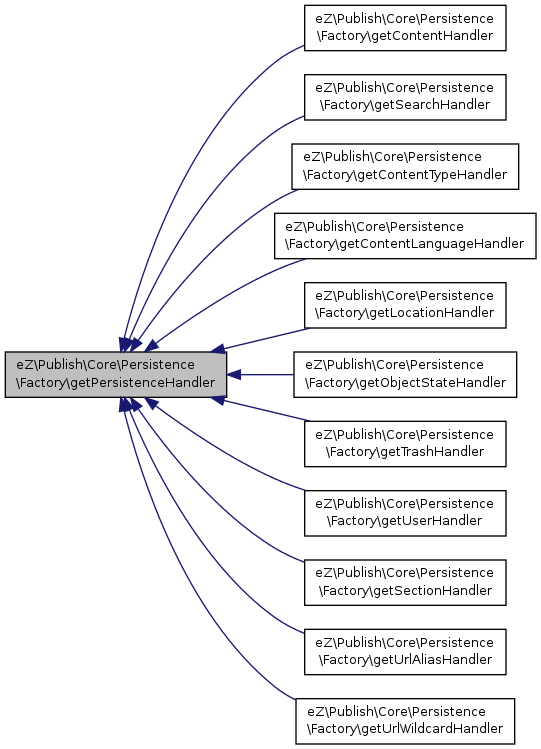 eZ\Publish\Core\Persistence
\Factory\getContentHandler
eZ\Publish\Core\Persistence
\Factory\getSearchHandler
eZ\Publish\Core\Persistence
\Factory\getContentTypeHandler
eZ\Publish\Core\Persistence
\Factory\getContentLanguageHandler
eZ\Publish\Core\Persistence
\Factory\getLocationHandler
eZ\Publish\Core\Persistence
\Factory\getPersistenceHandler
eZ\Publish\Core\Persistence
\Factory\getObjectStateHandler
eZ\Publish\Core\Persistence
\Factory\getTrashHandler
eZ\Publish\Core\Persistence
\Factory\getUserHandler
eZ\Publish\Core\Persistence
\Factory\getSectionHandler
eZ\Publish\Core\Persistence
\Factory\getUrlAliasHandler
eZ\Publish\Core\Persistence
\Factory\getUrlWildcardHandler